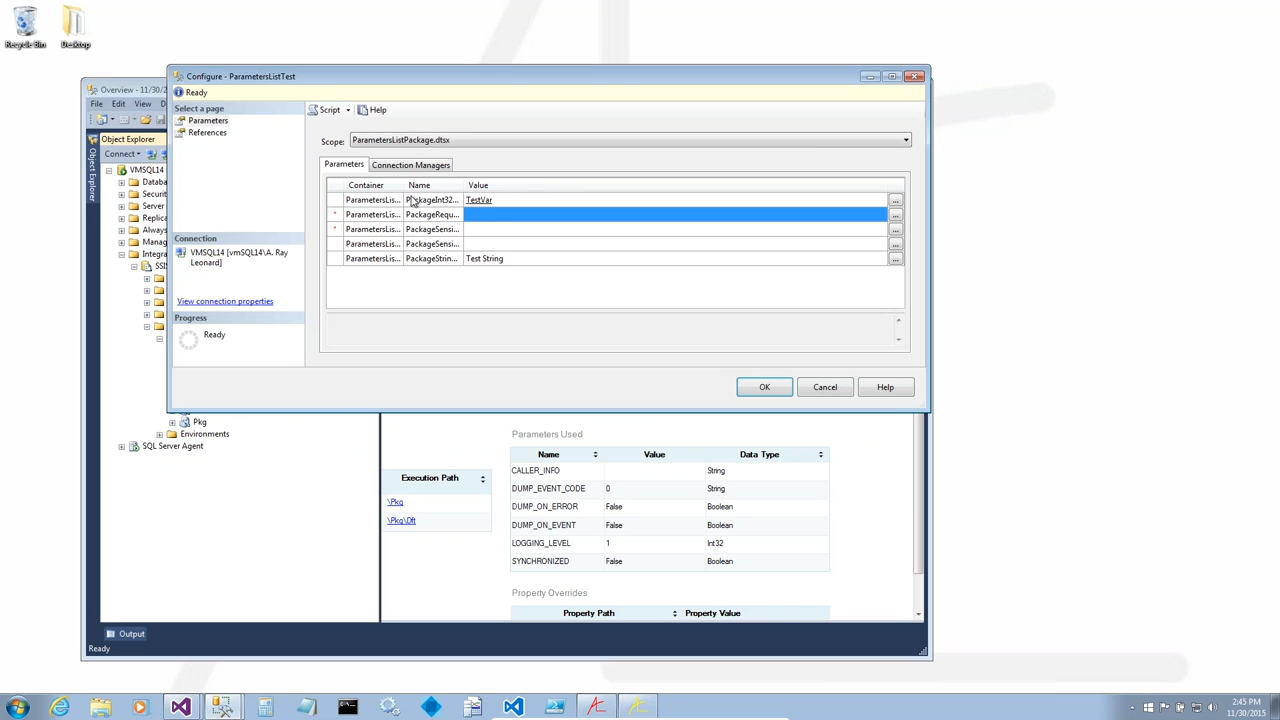 Recycle Bin
Desktop
Overview - 11/30/2
File Edit View D
Object Explorer
Object Explorer
Connect
VMSQL14
Datab
Securit
Server
Replica
Always
Manag
Integra
SSI
Pkg
Environments
SQL Server Agent
Configure - ParametersListTest
Ready
Select a page
Parameters
References
Connection
VMSQL14 [vmSQL14\A. Ray
Leonard]
View connection properties
Progress
Ready
Script Help
Scope: ParametersListPackage.dtsx
Parameters Connection Managers
Container Name Value
ParametersLis... PackageInt32... TestVar ...
* ParametersLis... PackageRequ... ...
* ParametersLis... PackageSensi... ...
ParametersLis... PackageSensi... ...
ParametersLis... PackageStrin... Test String ...
OK Cancel Help
Execution Path
\Pkg
\Pkg\Dft
Parameters Used
Name Value Data Type
CALLER_INFO String
DUMP_EVENT_CODE 0 String
DUMP_ON_ERROR False Boolean
DUMP_ON_EVENT False Boolean
LOGGING_LEVEL 1 Int32
SYNCHRONIZED False Boolean
Property Overrides
Property Path Property Value
Output
Ready
2:45 PM
11/30/2015